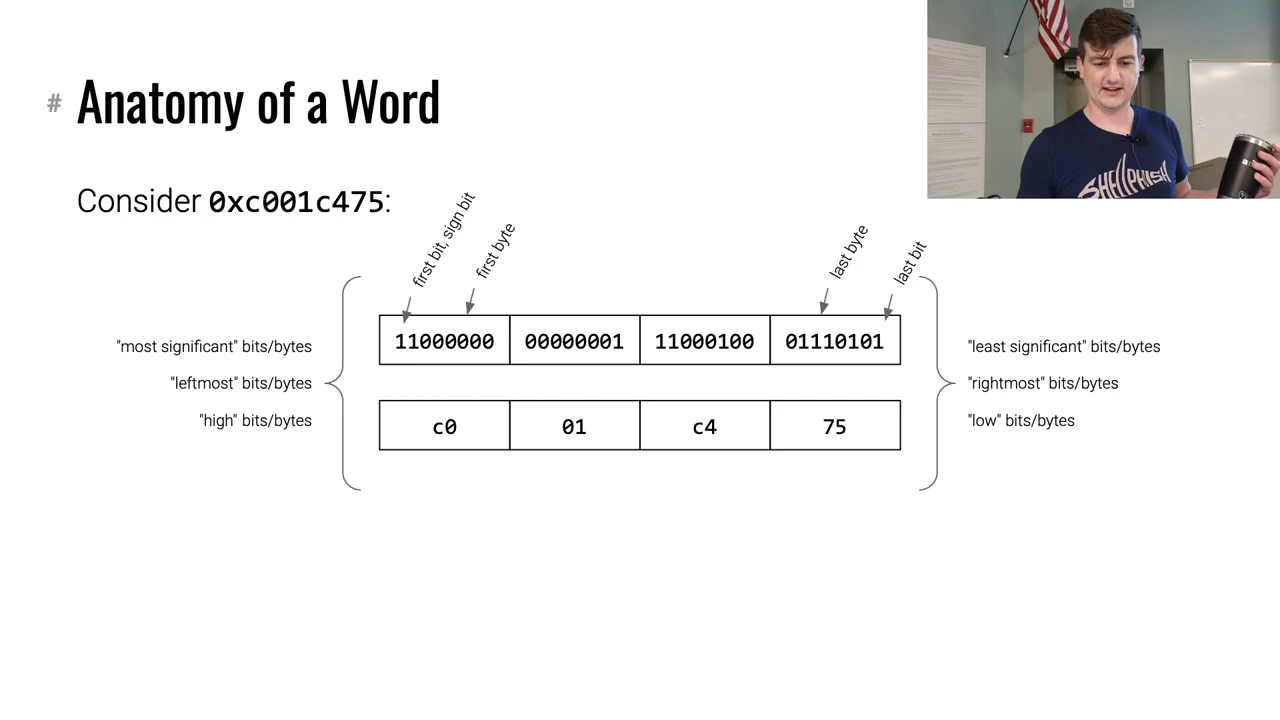 # Anatomy of a Word
SHELLPHISH
Consider 0xc001c475:
first bit, sign bit
first byte
last byte
last bit
11000000 00000001 11000100 01110101
"most significant" bits/bytes
"leftmost" bits/bytes
"high" bits/bytes
"least significant" bits/bytes
"rightmost" bits/bytes
"low" bits/bytes
c0 01 c4 75